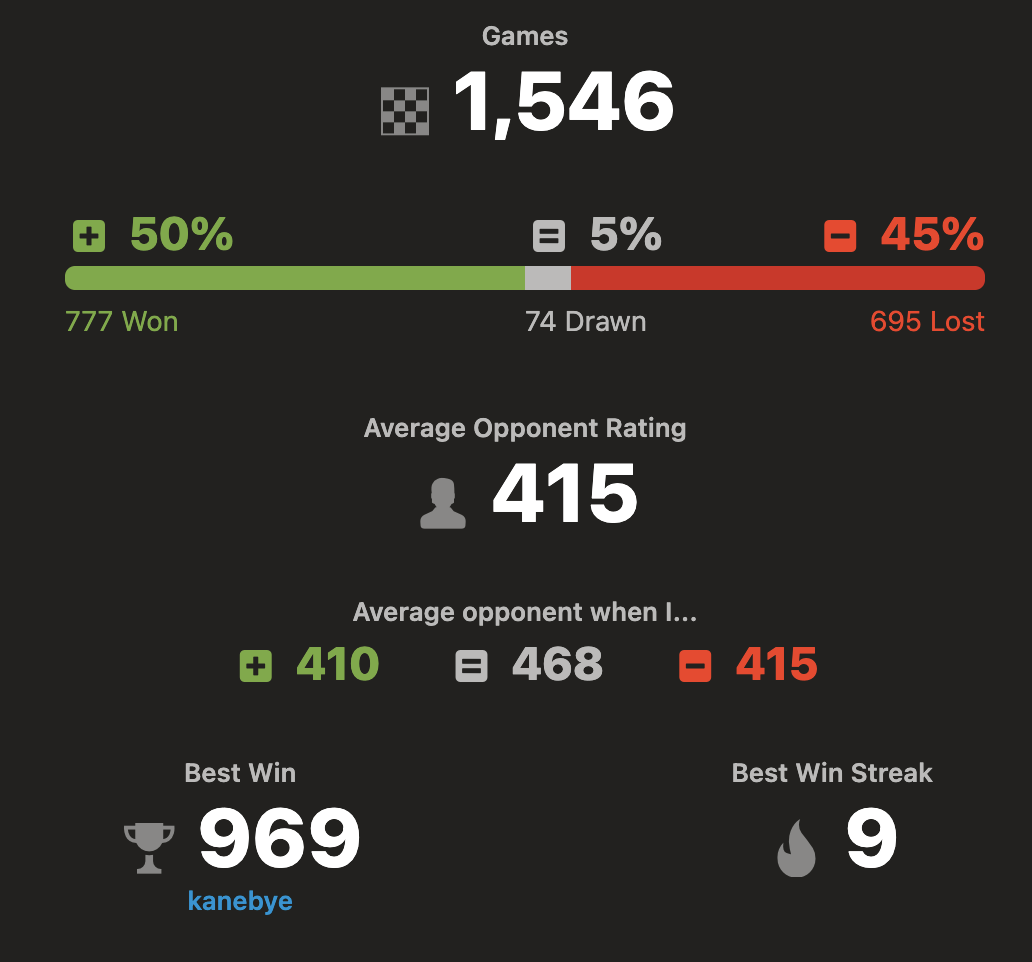 Games
1,546
50% 5% 45%
777 Won 74 Drawn 695 Lost
Average Opponent Rating
415
Average opponent when I...
410 468 415
Best Win Best Win Streak
969 9
kanebye